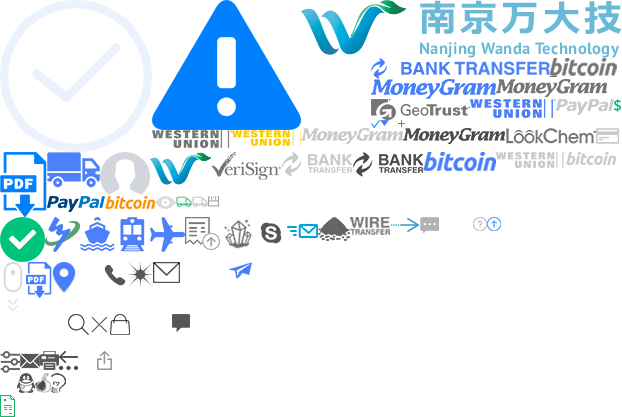 南京万大技
Nanjing Wanda Technology
BANK TRANSFER bitcoin
MoneyGram MoneyGram
GeoTrust WESTERN UNION PayPal $
WESTERN UNION WESTERN UNION MoneyGram MoneyGram LookChem
PDF VeriSign BANK TRANSFER BANK TRANSFER bitcoin WESTERN UNION bitcoin
PayPal bitcoin
WIRE TRANSFER
PDF